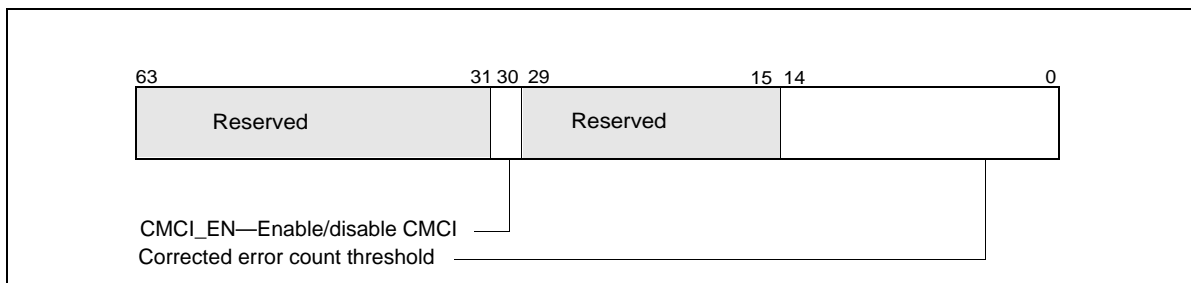 63 31 30 29 15 14 0
Reserved Reserved
CMCI_EN—Enable/disable CMCI
Corrected error count threshold